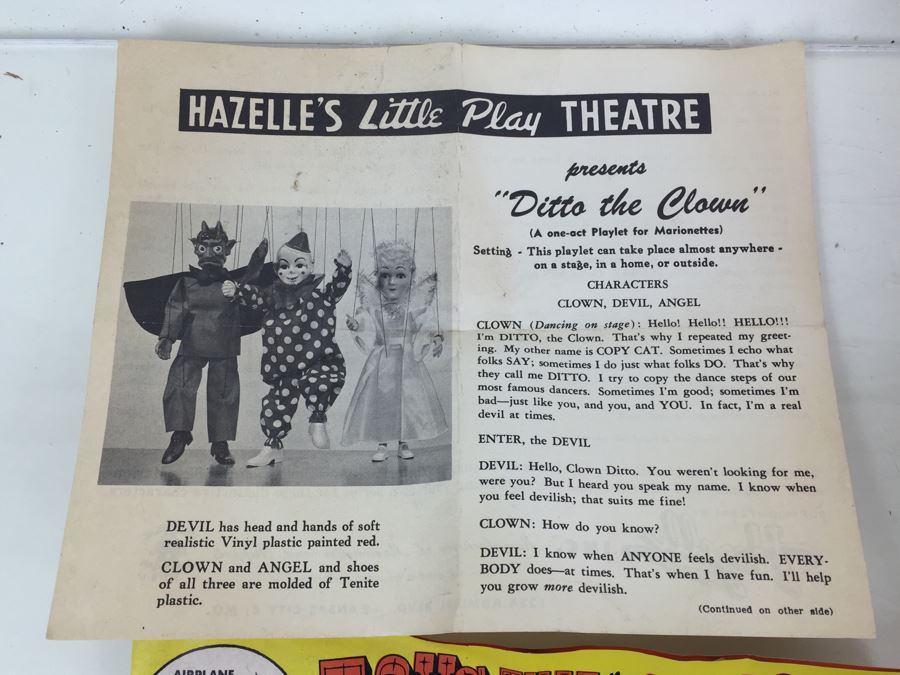 HAZELLE'S Little Play THEATRE
presents
"Ditto the Clown"
(A one-act Playlet for Marionettes)
Setting - This playlet can take place almost anywhere -
on a stage, in a home, or outside.
CHARACTERS
CLOWN, DEVIL, ANGEL
CLOWN (Dancing on stage): Hello! Hello!! HELLO!!!
I'm DITTO, the Clown. That's why I repeated my greet-
ing. My other name is COPY CAT. Sometimes I echo what
folks SAY; sometimes I do just what folks DO. That's why
they call me DITTO. I try to copy the dance steps of our
most famous dancers. Sometimes I'm good; sometimes I'm
bad—just like you, and you, and YOU. In fact, I'm a real
devil at times.
ENTER, the DEVIL
DEVIL: Hello, Clown Ditto. You weren't looking for me,
were you? But I heard you speak my name. I know when
you feel devilish; that suits me fine!
CLOWN: How do you know?
DEVIL: I know when ANYONE feels devilish. EVERY-
BODY does—at times. That's when I have fun. I'll help
you grow more devilish.
(Continued on other side)
DEVIL has head and hands of soft
realistic Vinyl plastic painted red.
CLOWN and ANGEL and shoes
of all three are molded of Tenite
plastic.
AIRPLANE